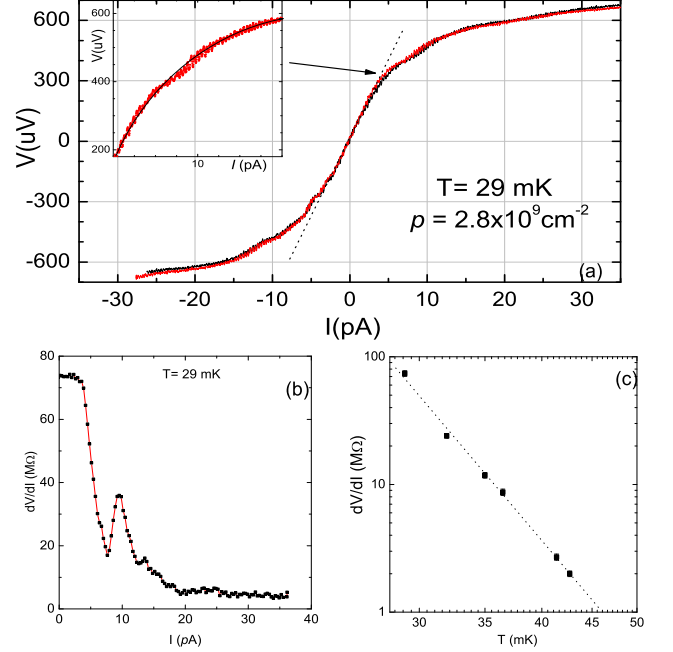 600
300
0
-300
-600
V(uV)
600
400
200
V(uV)
10
I (pA)
T= 29 mK
p = 2.8x10⁹cm⁻²
(a)
-30 -20 -10 0 10 20 30
I(pA)
80
60
40
20
0
dV/dI (MΩ)
T= 29 mK
(b)
0 10 20 30 40
I (pA)
100
10
1
dV/dI (MΩ)
(c)
30 35 40 45 50
T (mK)